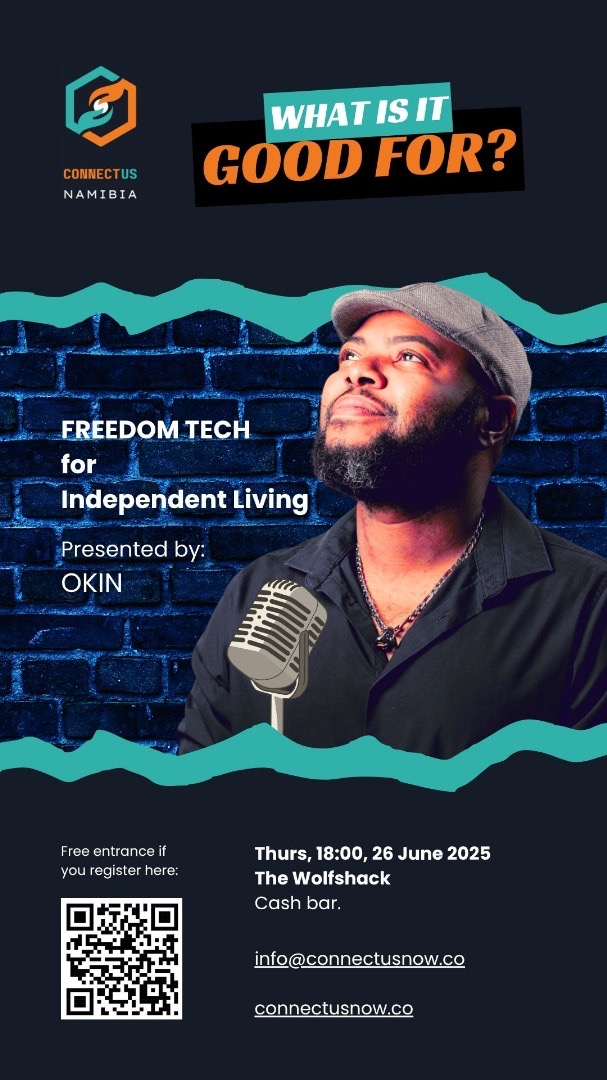 CONNECTUS
NAMIBIA
WHAT IS IT
GOOD FOR?
FREEDOM TECH
for
Independent Living
Presented by:
OKIN
Free entrance if
you register here:
Thurs, 18:00, 26 June 2025
The Wolfshack
Cash bar.
info@connectusnow.co
connectusnow.co